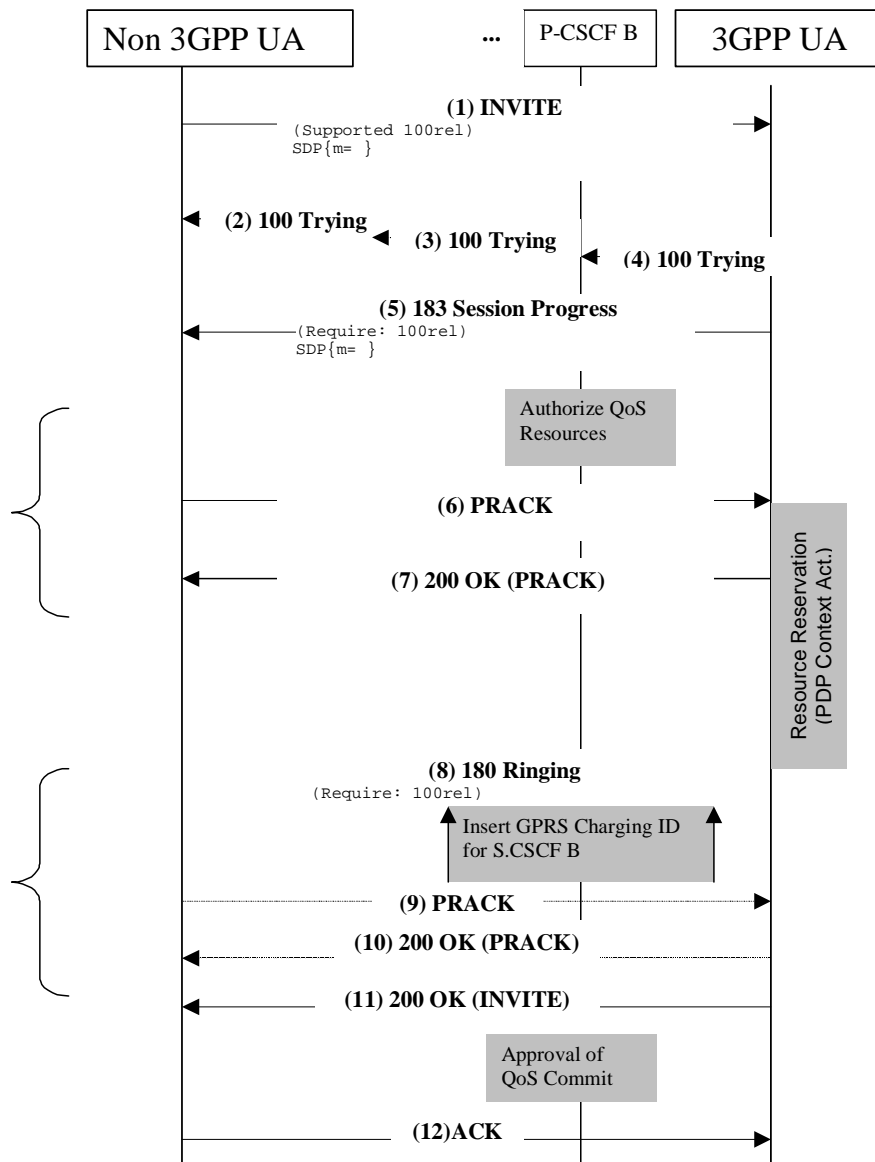 Non 3GPP UA
...
P-CSCF B
3GPP UA
(1) INVITE
(Supported 100rel)
SDP{m= }
(2) 100 Trying
(3) 100 Trying
(4) 100 Trying
(5) 183 Session Progress
(Require: 100rel)
SDP{m= }
Authorize QoS
Resources
(6) PRACK
(7) 200 OK (PRACK)
Resource Reservation
(PDP Context Act.)
(8) 180 Ringing
(Require: 100rel)
Insert GPRS Charging ID
for S.CSCF B
(9) PRACK
(10) 200 OK (PRACK)
(11) 200 OK (INVITE)
Approval of
QoS Commit
(12)ACK